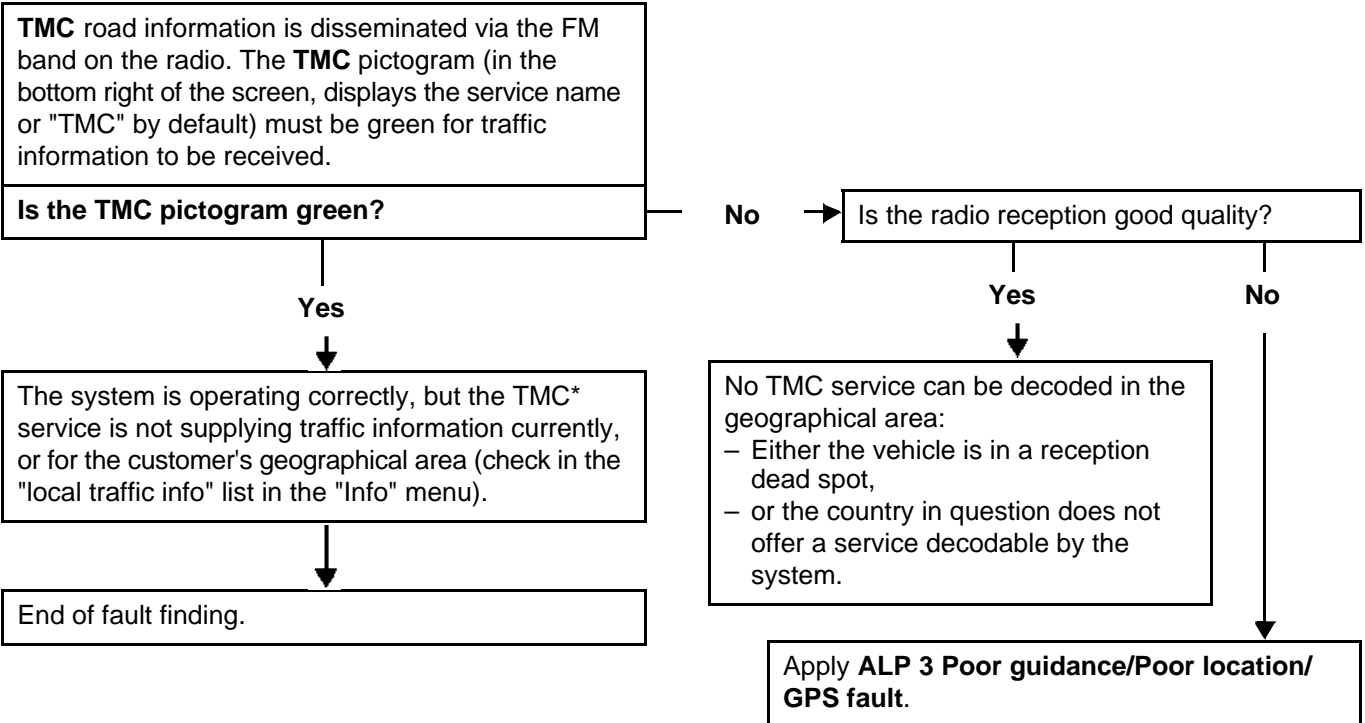 TMC road information is disseminated via the FM
band on the radio. The TMC pictogram (in the
bottom right of the screen, displays the service name
or "TMC" by default) must be green for traffic
information to be received.
Is the TMC pictogram green?
No
Is the radio reception good quality?
Yes
The system is operating correctly, but the TMC*
service is not supplying traffic information currently,
or for the customer's geographical area (check in the
"local traffic info" list in the "Info" menu).
End of fault finding.
Yes
No
No TMC service can be decoded in the
geographical area:
– Either the vehicle is in a reception
dead spot,
– or the country in question does not
offer a service decodable by the
system.
Apply ALP 3 Poor guidance/Poor location/
GPS fault.